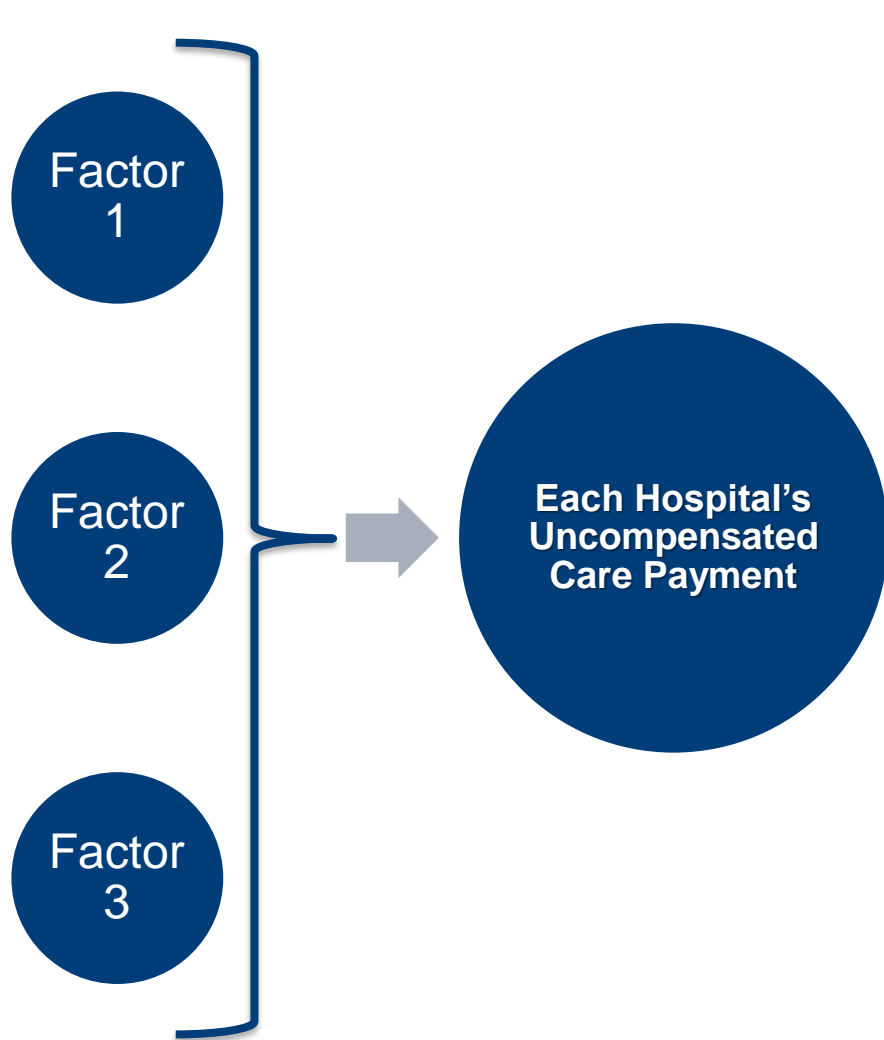 Factor
1
Factor
2
Factor
3
Each Hospital’s
Uncompensated
Care Payment